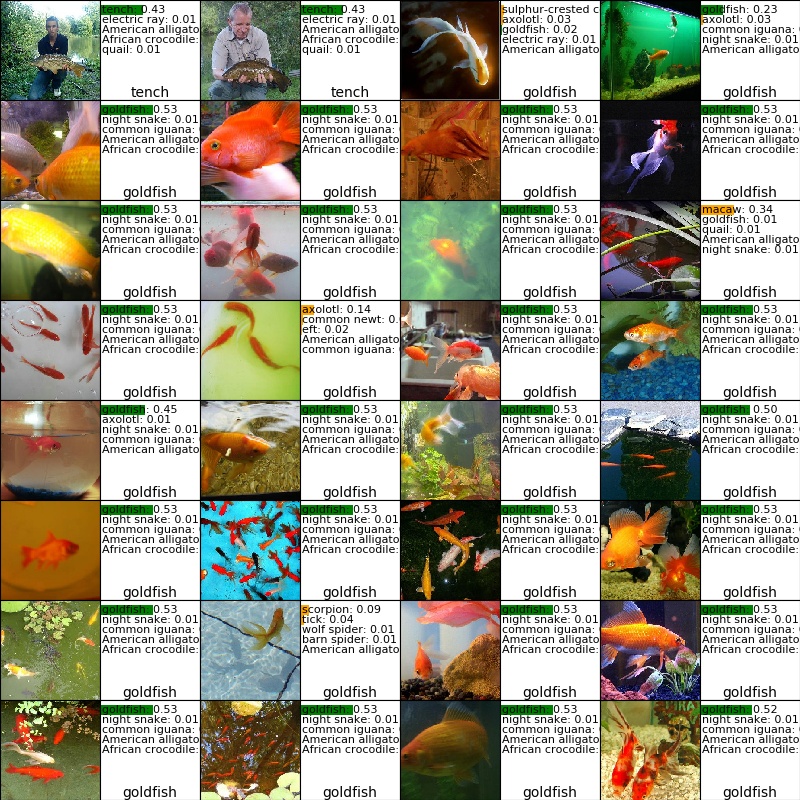 tench: 0.43
electric ray: 0.01
American alligato
African crocodile:
quail: 0.01
tench
tench: 0.43
electric ray: 0.01
American alligato
African crocodile:
quail: 0.01
tench
sulphur-crested c
axolotl: 0.03
goldfish: 0.02
electric ray: 0.01
American alligato
goldfish
goldfish: 0.23
axolotl: 0.03
common iguana:
night snake: 0.01
American alligato
goldfish
goldfish: 0.53
night snake: 0.01
common iguana:
American alligato
African crocodile:
goldfish
goldfish: 0.53
night snake: 0.01
common iguana:
American alligato
African crocodile:
goldfish
goldfish: 0.53
night snake: 0.01
common iguana:
American alligato
African crocodile:
goldfish
goldfish: 0.53
night snake: 0.01
common iguana:
American alligato
African crocodile:
goldfish
goldfish: 0.53
night snake: 0.01
common iguana:
American alligato
African crocodile:
goldfish
goldfish: 0.53
night snake: 0.01
common iguana:
American alligato
African crocodile:
goldfish
goldfish: 0.53
night snake: 0.01
common iguana:
American alligato
African crocodile:
goldfish
macaw: 0.34
goldfish: 0.01
quail: 0.01
American alligato
night snake: 0.01
goldfish
goldfish: 0.53
night snake: 0.01
common iguana:
American alligato
African crocodile:
goldfish
axolotl: 0.14
common newt: 0.
eft: 0.02
American alligato
common iguana:
goldfish
goldfish: 0.53
night snake: 0.01
common iguana:
American alligato
African crocodile:
goldfish
goldfish: 0.53
night snake: 0.01
common iguana:
American alligato
African crocodile:
goldfish
goldfish: 0.45
axolotl: 0.01
night snake: 0.01
common iguana:
American alligato
goldfish
goldfish: 0.53
night snake: 0.01
common iguana:
American alligato
African crocodile:
goldfish
goldfish: 0.53
night snake: 0.01
common iguana:
American alligato
African crocodile:
goldfish
goldfish: 0.50
night snake: 0.01
common iguana:
American alligato
African crocodile:
goldfish
goldfish: 0.53
night snake: 0.01
common iguana:
American alligato
African crocodile:
goldfish
goldfish: 0.53
night snake: 0.01
common iguana:
American alligato
African crocodile:
goldfish
goldfish: 0.53
night snake: 0.01
common iguana:
American alligato
African crocodile:
goldfish
goldfish: 0.53
night snake: 0.01
common iguana:
American alligato
African crocodile:
goldfish
goldfish: 0.53
night snake: 0.01
common iguana:
American alligato
African crocodile:
goldfish
scorpion: 0.09
tick: 0.04
wolf spider: 0.01
barn spider: 0.01
American alligato
goldfish
goldfish: 0.53
night snake: 0.01
common iguana:
American alligato
African crocodile:
goldfish
goldfish: 0.53
night snake: 0.01
common iguana:
American alligato
African crocodile:
goldfish
goldfish: 0.53
night snake: 0.01
common iguana:
American alligato
African crocodile:
goldfish
goldfish: 0.53
night snake: 0.01
common iguana:
American alligato
African crocodile:
goldfish
goldfish: 0.53
night snake: 0.01
common iguana:
American alligato
African crocodile:
goldfish
goldfish: 0.52
night snake: 0.01
common iguana:
American alligato
African crocodile:
goldfish